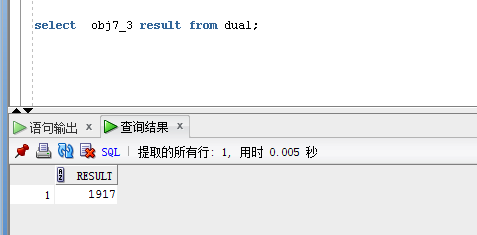 select obj7_3 result from dual;
语句输出 × 查询结果 ×
SQL | 提取的所有行: 1, 用时 0.005 秒
RESULT
1 1917